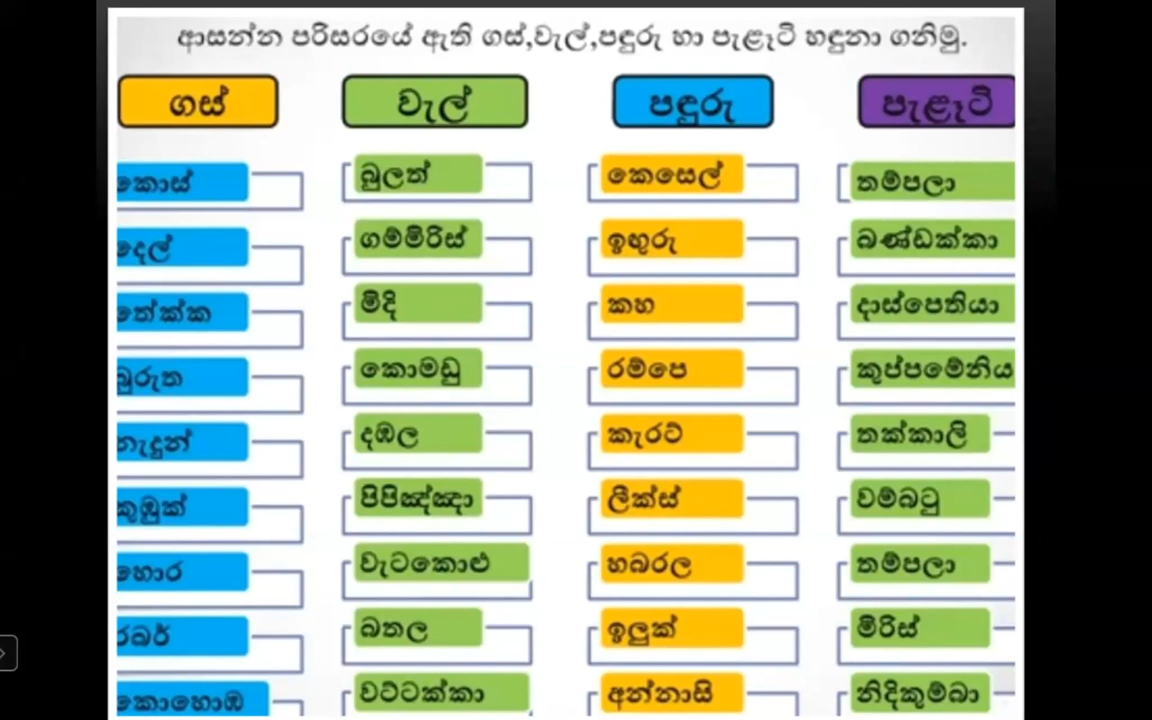 ආසන්න පරිසරයේ ඇති ගස්,වැල්,පඳුරු හා පැළෑටි හඳුනා ගනිමු.
ගස් වැල් පඳුරු පැළෑටි
කොස් බුලත් කෙසෙල් තම්පලා
දෙල් ගම්මිරිස් ඉඟුරු බණ්ඩක්කා
තේක්ක මිදි කහ දාස්පෙතියා
බුරුත කොමඩු රම්පෙ කුප්පමේනිය
නැදුන් දඹල කැරට් තක්කාලි
කුඹුක් පිපිඤ්ඤා ලීක්ස් වම්බටු
හොර වැටකොළු හබරල තම්පලා
රබර් බතල ඉලුක් මිරිස්
කොහොඹ වට්ටක්කා අන්නාසි නිදිකුම්බා